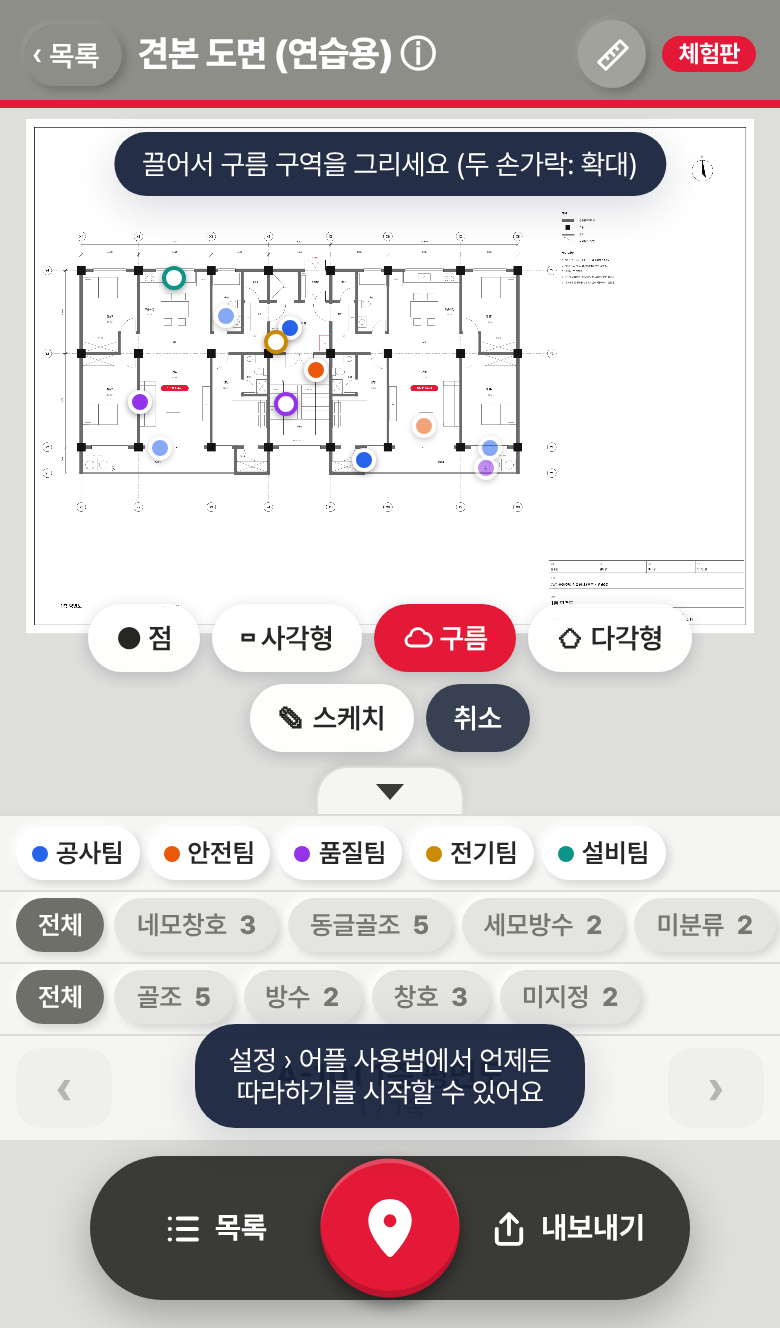 ‹ 목록
견본 도면 (연습용) ⓘ
체험판
끌어서 구름 구역을 그리세요 (두 손가락: 확대)
점
사각형
구름
다각형
스케치
취소
공사팀
안전팀
품질팀
전기팀
설비팀
전체
네모창호 3
동글골조 5
세모방수 2
미분류 2
전체
골조 5
방수 2
창호 3
미지정 2
‹
설정 › 어플 사용법에서 언제든
따라하기를 시작할 수 있어요
›
목록
내보내기